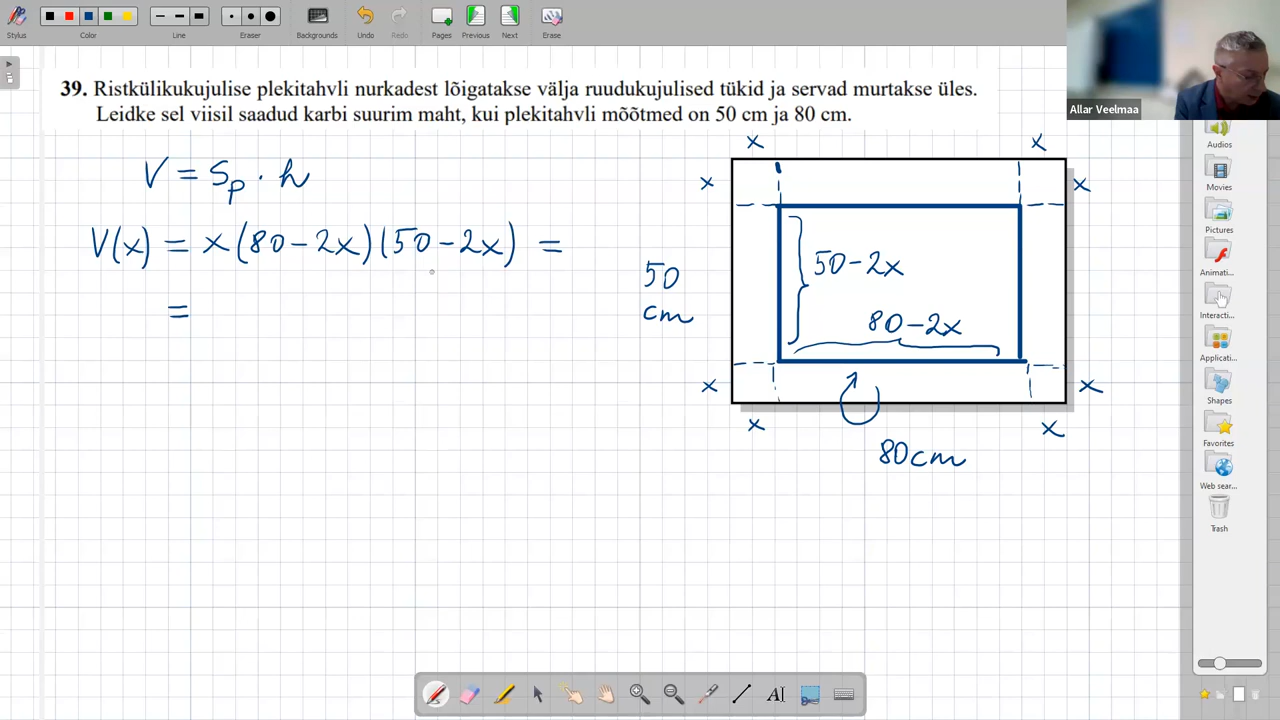 Stylus
Color
Line
Eraser
Backgrounds
Undo
Redo
Pages
Previous
Next
Erase
Allar Veelmaa
39. Ristkülikukujulise plekitahvli nurkadest lõigatakse välja ruudukujulised tükid ja servad murtakse üles.
Leidke sel viisil saadud karbi suurim maht, kui plekitahvli mõõtmed on 50 cm ja 80 cm.
V = Sp · h
V(x) = x(80-2x)(50-2x) =
=
x
x
x
x
50-2x
50
cm
80-2x
x
x
x
x
80cm
Audios
Movies
Pictures
Animati...
Interacti...
Applicati...
Shapes
Favorites
Web sear...
Trash